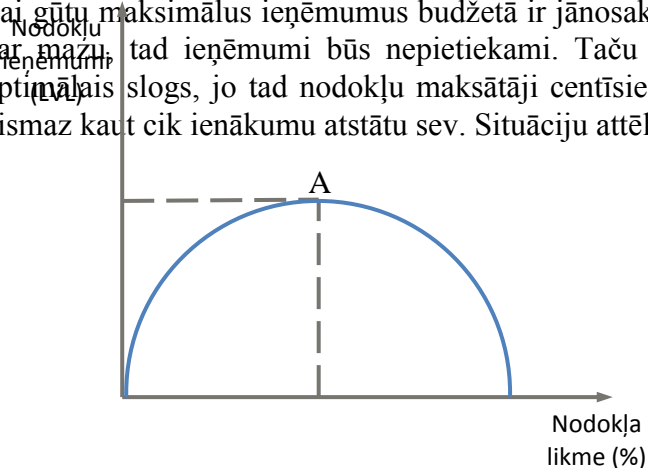 ai gūtu maksimālus ieņēmumus budžetā ir jānosak
ar mazu, tad ieņēmumi būs nepietiekami. Taču
ptimālais slogs, jo tad nodokļu maksātāji centīsie
ismaz kaut cik ienākumu atstātu sev. Situāciju attēl
Nodokļu
ieņēmumi
(LVL)
A
Nodokļa
likme (%)